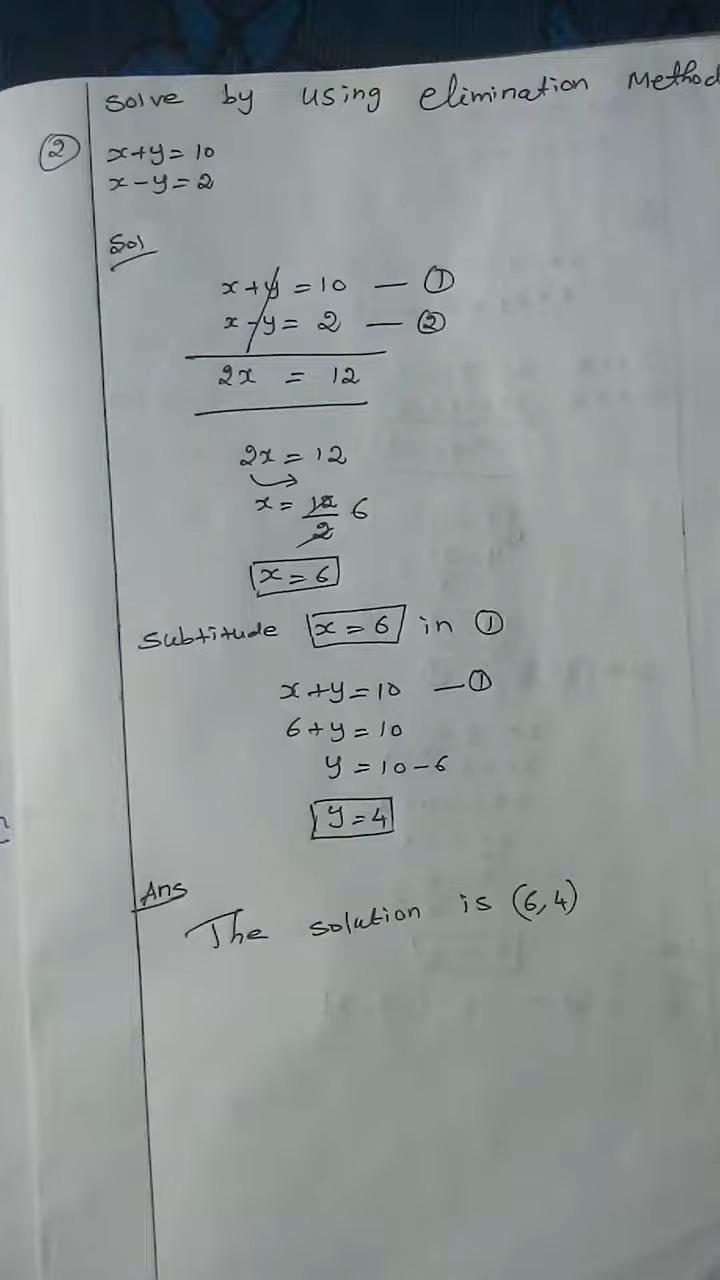 Solve by using elimination Method
② x+y=10
x-y=2
Sol
x+y=10 — ①
x-y= 2 — ②
2x = 12
2x = 12
x = 12/2 6
x=6
Subtitude x=6 in ①
x+y=10 — ①
6+y=10
y=10-6
y=4
Ans
The solution is (6,4)